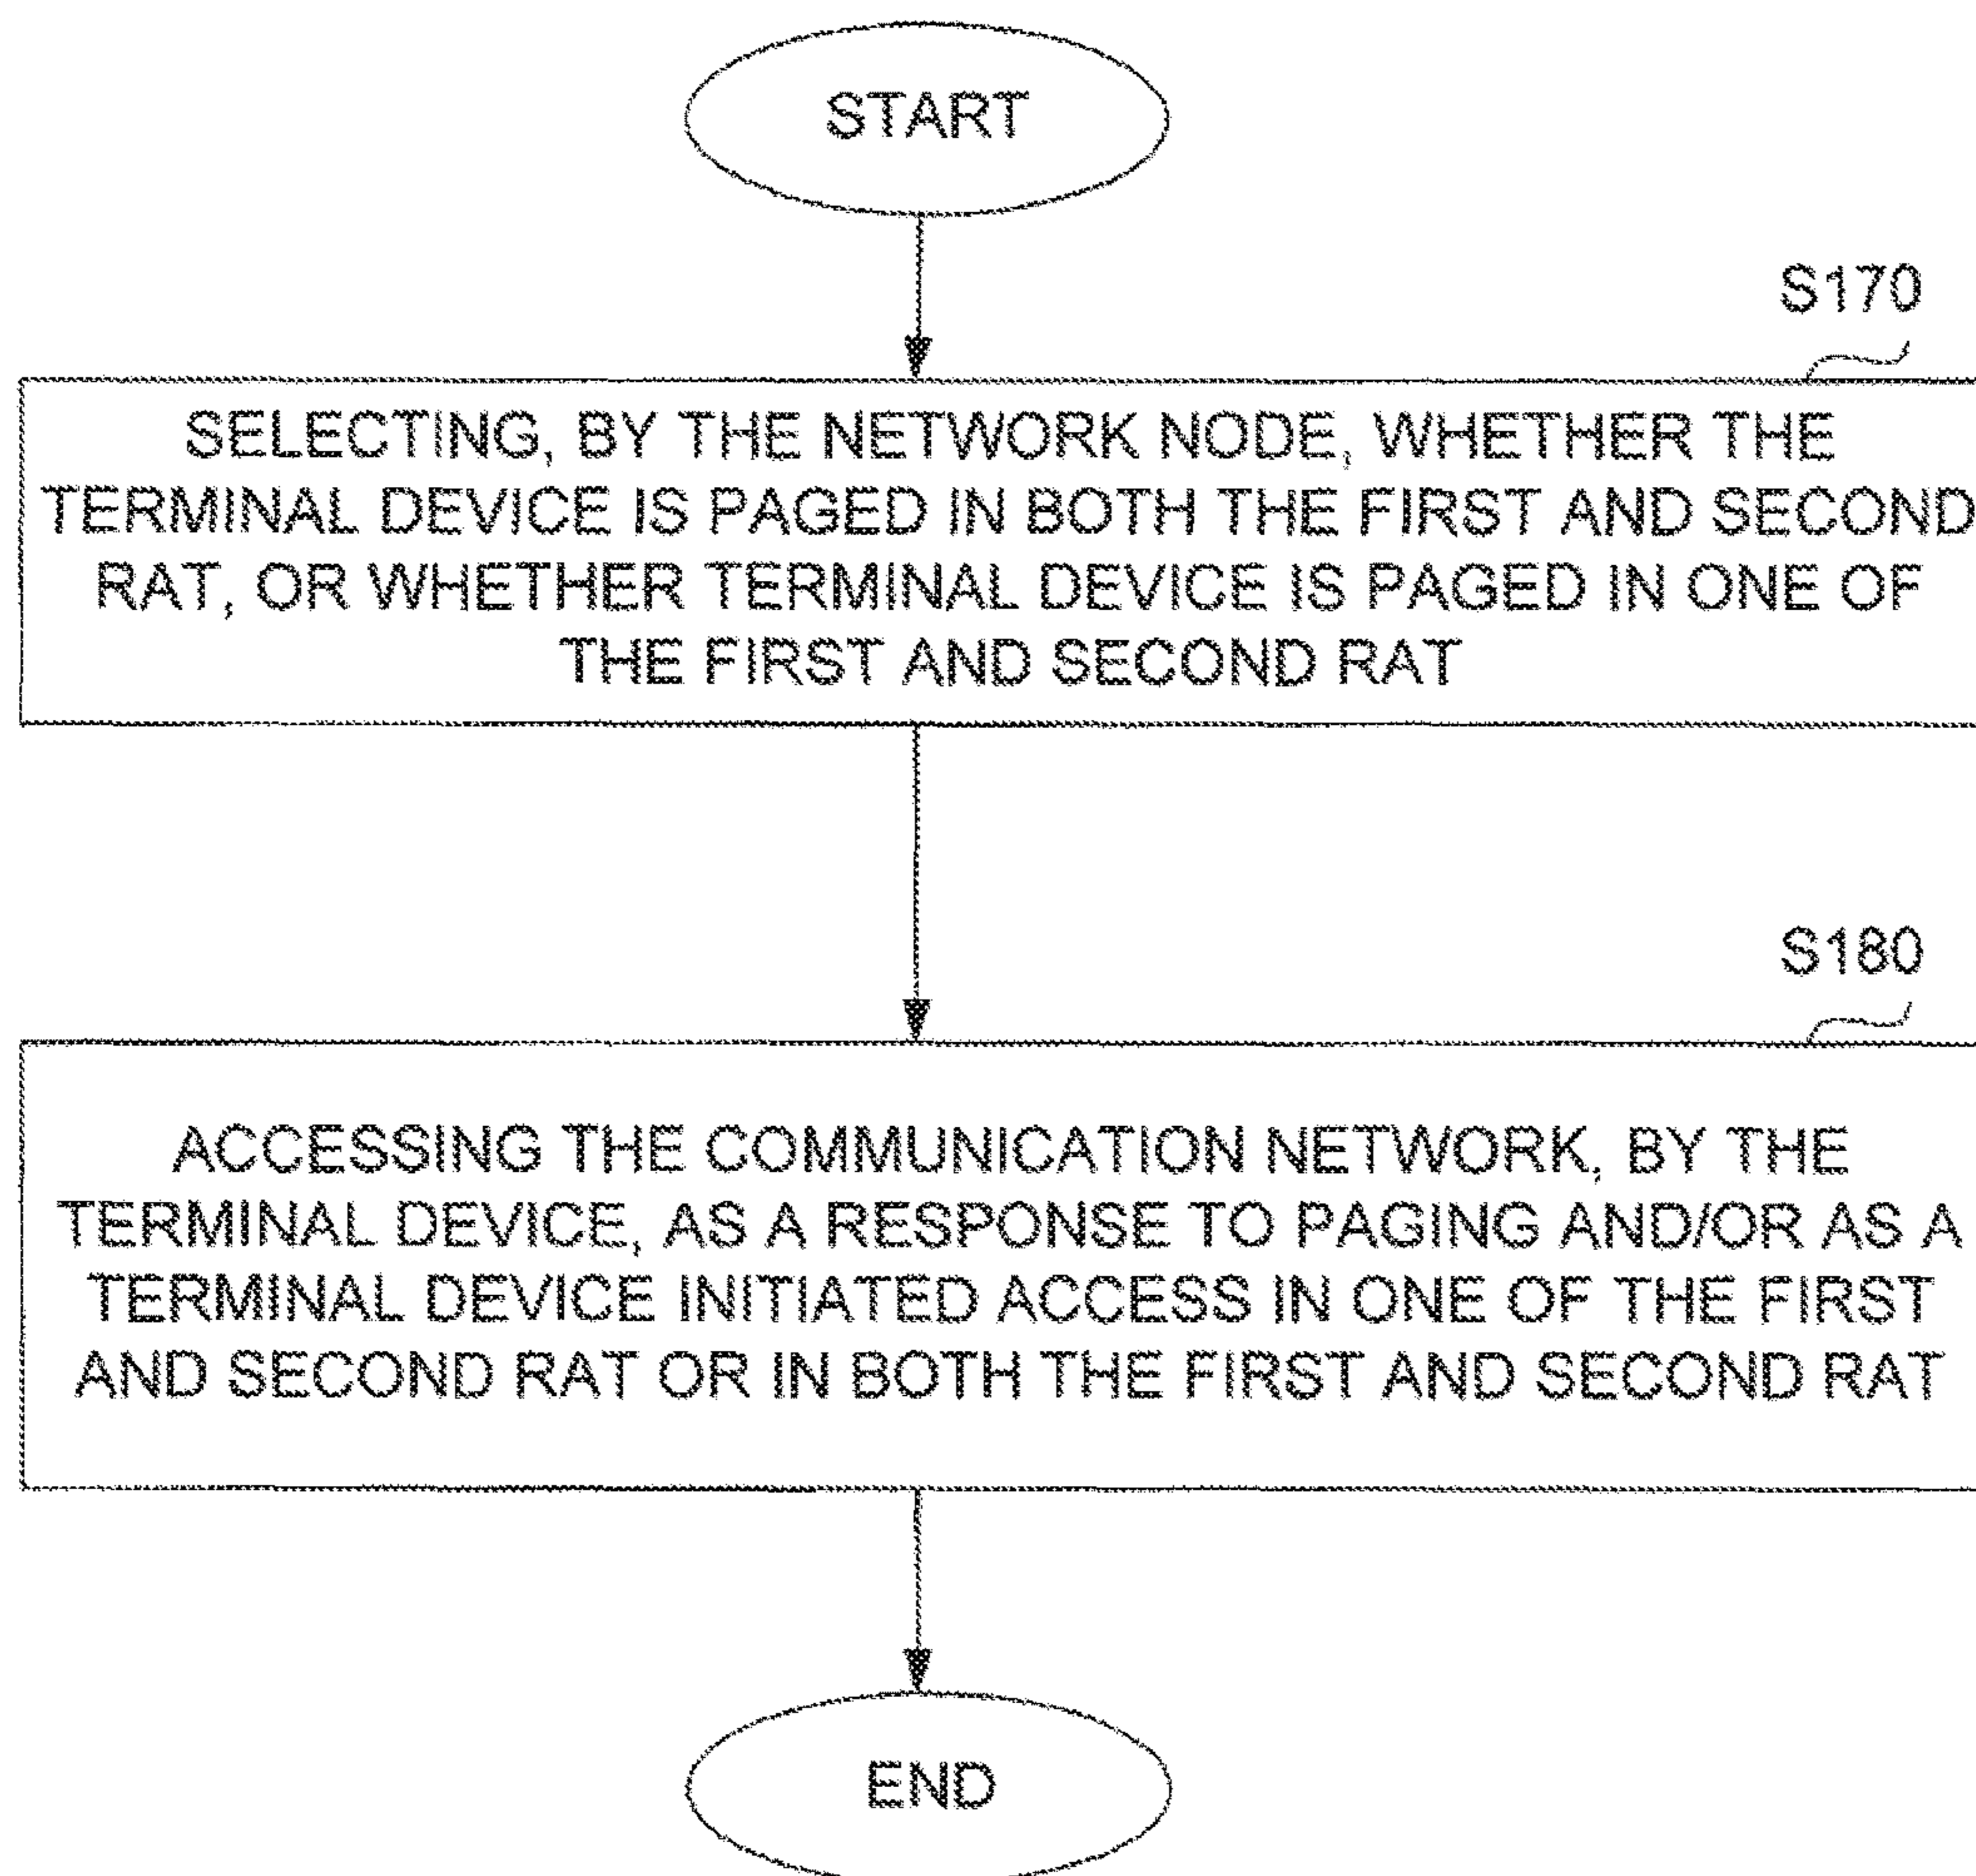 START
S170
SELECTING, BY THE NETWORK NODE, WHETHER THE
TERMINAL DEVICE IS PAGED IN BOTH THE FIRST AND SECOND
RAT, OR WHETHER TERMINAL DEVICE IS PAGED IN ONE OF
THE FIRST AND SECOND RAT
S180
ACCESSING THE COMMUNICATION NETWORK, BY THE
TERMINAL DEVICE, AS A RESPONSE TO PAGING AND/OR AS A
TERMINAL DEVICE INITIATED ACCESS IN ONE OF THE FIRST
AND SECOND RAT OR IN BOTH THE FIRST AND SECOND RAT
END